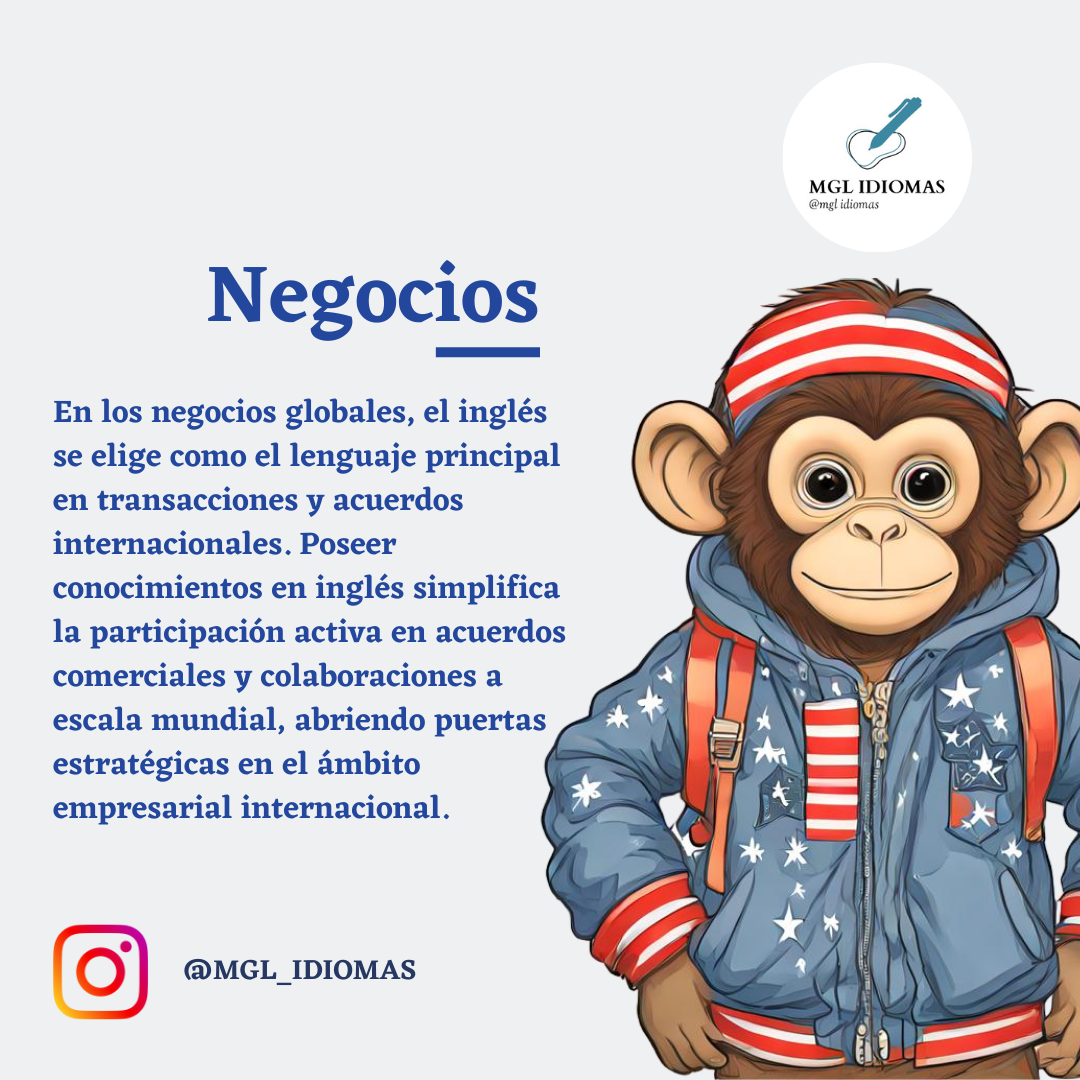 MGL IDIOMAS
@mgl idiomas
Negocios
En los negocios globales, el inglés
se elige como el lenguaje principal
en transacciones y acuerdos
internacionales. Poseer
conocimientos en inglés simplifica
la participación activa en acuerdos
comerciales y colaboraciones a
escala mundial, abriendo puertas
estratégicas en el ámbito
empresarial internacional.
@MGL_IDIOMAS